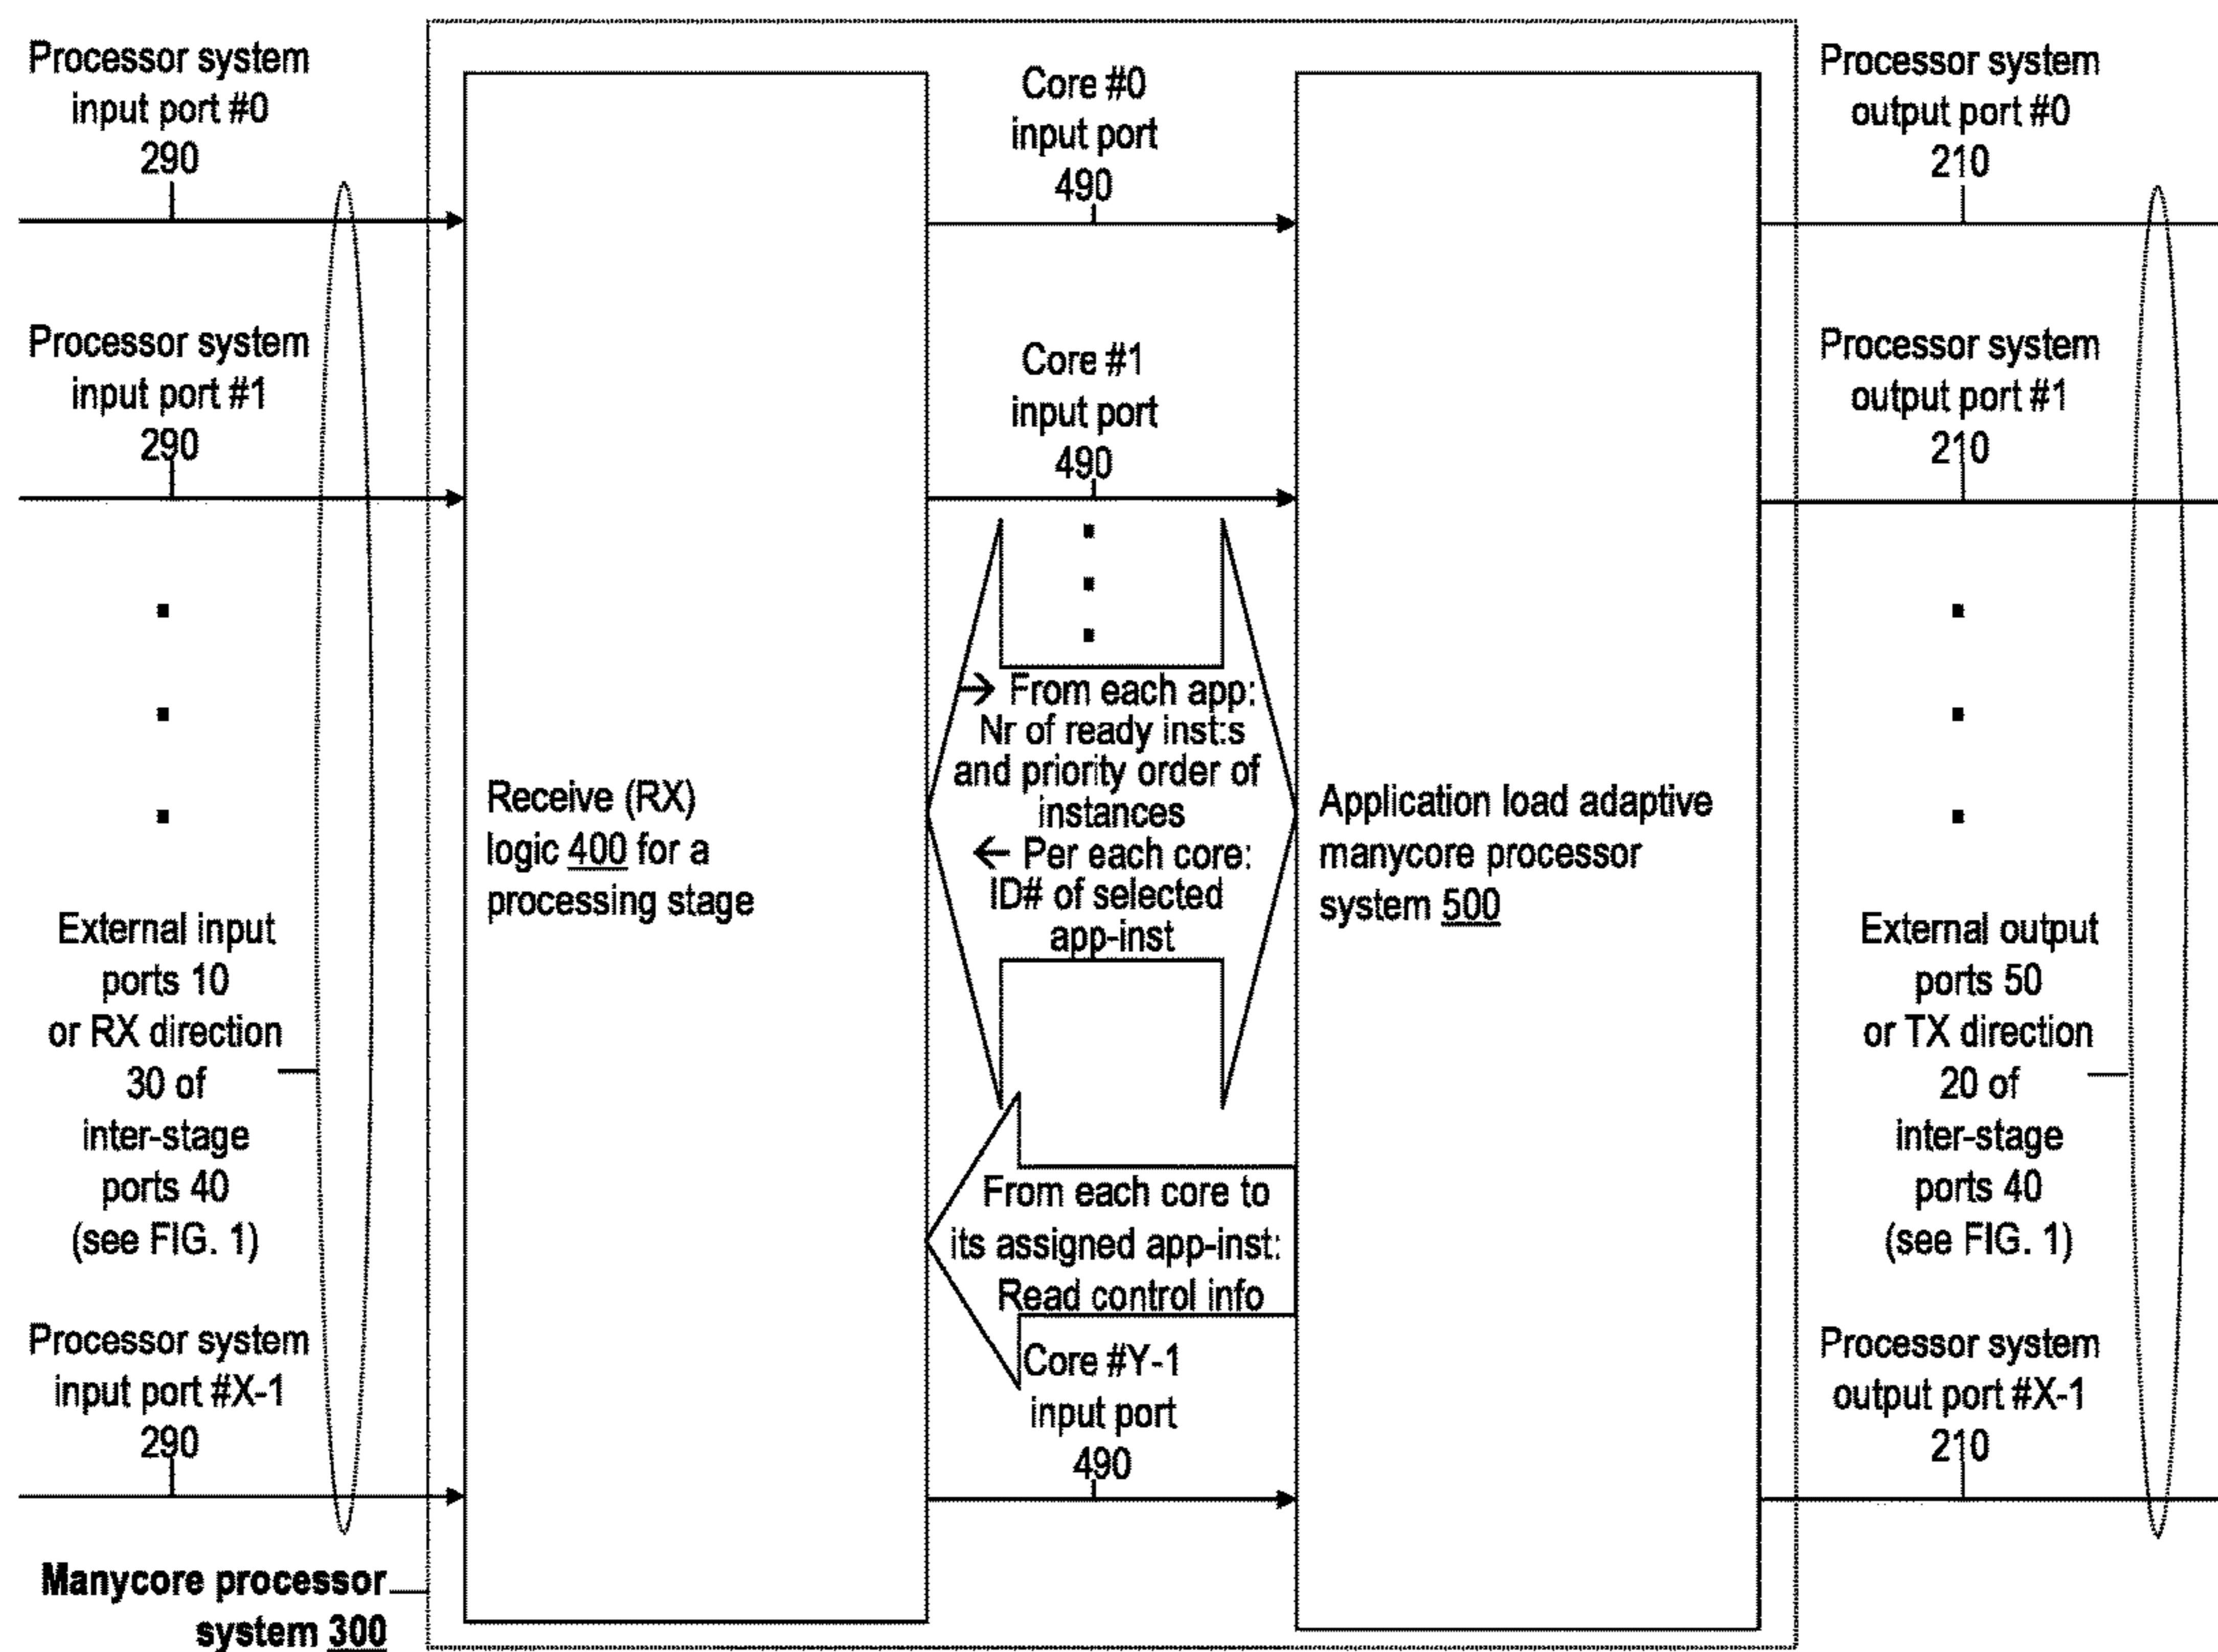 Processor system
input port #0
290
Processor system
input port #1
290
External input
ports 10
or RX direction
30 of
inter-stage
ports 40
(see FIG. 1)
Processor system
input port #X-1
290
Manycore processor
system 300
Receive (RX)
logic 400 for a
processing stage
Core #0
input port
490
Core #1
input port
490
→ From each app:
Nr of ready inst:s
and priority order of
instances
← Per each core:
ID# of selected
app-inst
From each core to
its assigned app-inst:
Read control info
Core #Y-1
input port
490
Application load adaptive
manycore processor
system 500
Processor system
output port #0
210
Processor system
output port #1
210
External output
ports 50
or TX direction
20 of
inter-stage
ports 40
(see FIG. 1)
Processor system
output port #X-1
210